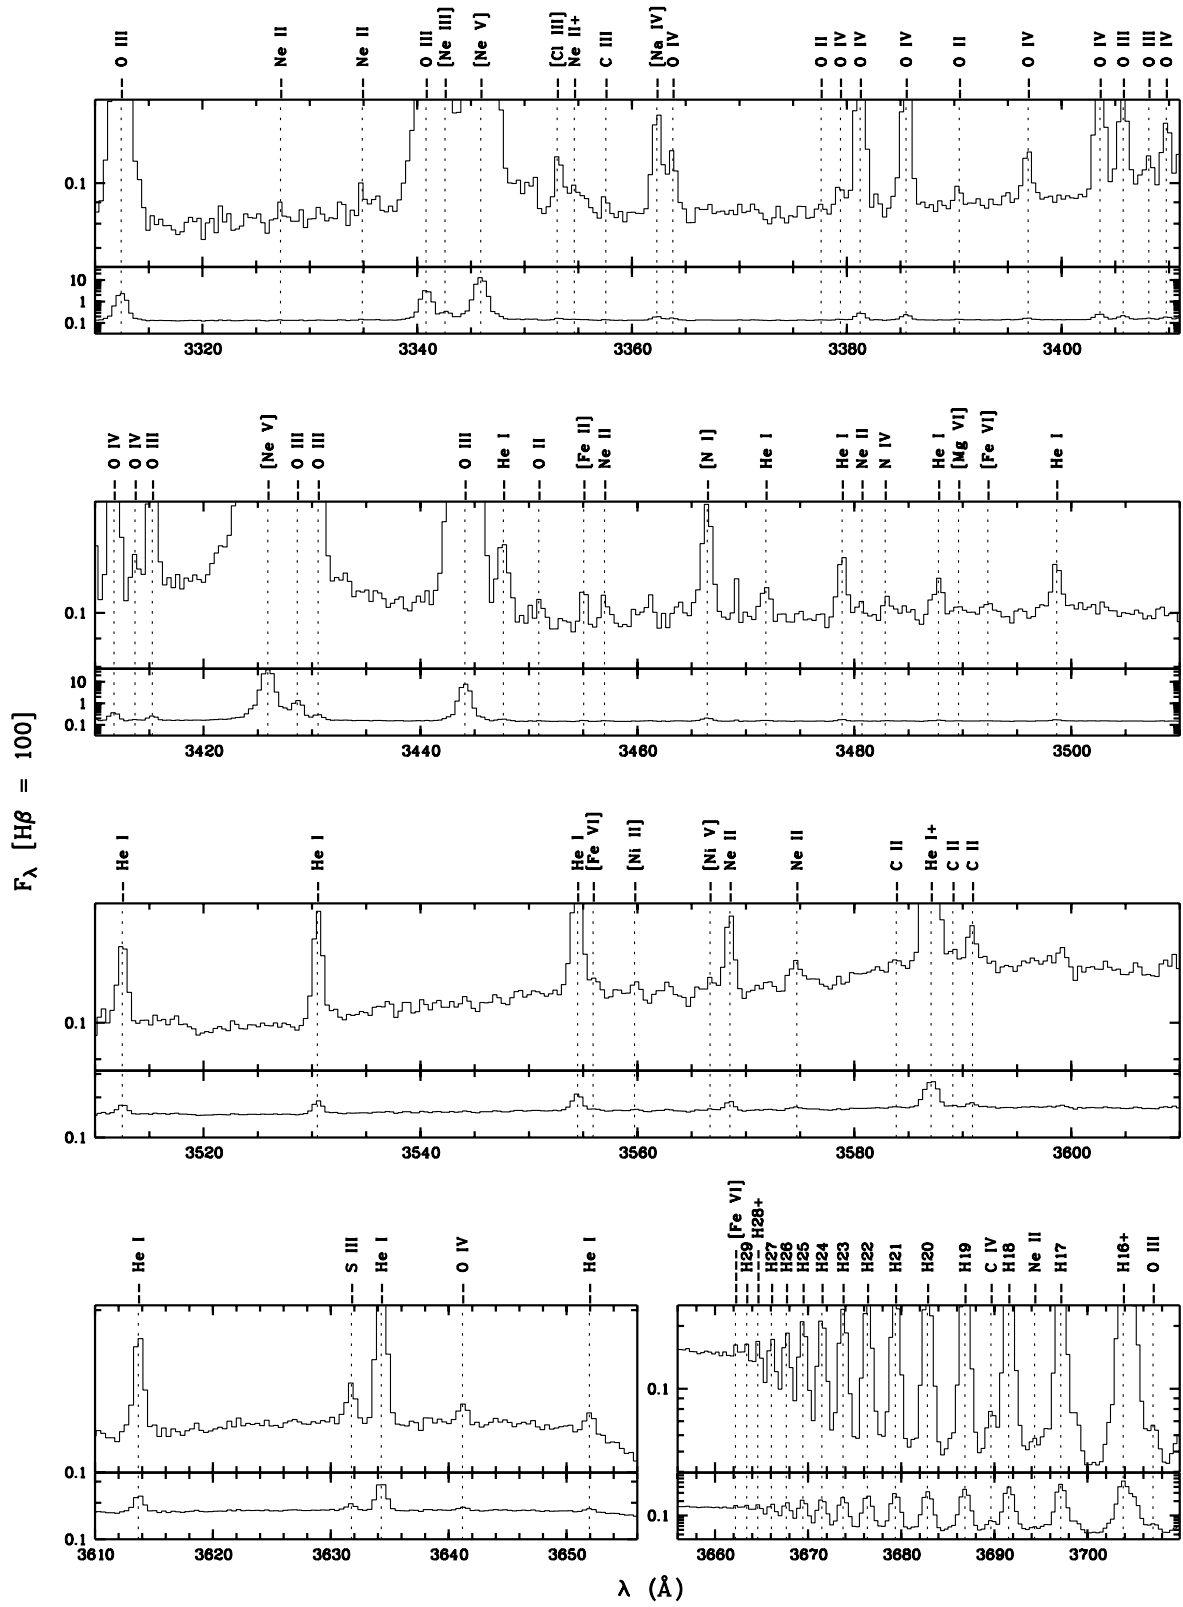 O III Ne II Ne II O III [Ne III] [Ne V] [Cl III] Ne II+ C III [Na IV] O IV O II O IV O IV O IV O II O IV O IV O III O III O IV
0.1
10
1
0.1
3320 3340 3360 3380 3400
O IV O IV O III [Ne V] O III O III O III He I O II [Fe II] Ne II [N I] He I He I Ne II N IV He I [Mg VI] [Fe VI] He I
0.1
10
1
0.1
3420 3440 3460 3480 3500
Fλ [Hβ = 100]
He I He I He I [Fe VI] [Ni II] [Ni V] Ne II Ne II C II He I+ C II C II
0.1
0.1
3520 3540 3560 3580 3600
He I S III He I O IV He I
0.1
0.1
3610 3620 3630 3640 3650
[Fe VI] H29 H28+ H27 H26 H25 H24 H23 H22 H21 H20 H19 C IV H18 Ne II H17 H16+ O III
0.1
0.1
3660 3670 3680 3690 3700
λ (Å)